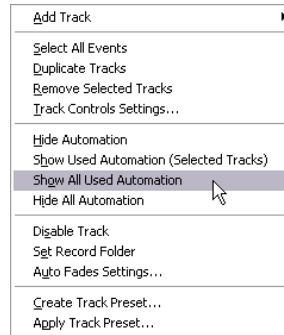 Add Track
Select All Events
Duplicate Tracks
Remove Selected Tracks
Track Controls Settings...
Hide Automation
Show Used Automation (Selected Tracks)
Show All Used Automation
Hide All Automation
Disable Track
Set Record Folder
Auto Fades Settings...
Create Track Preset...
Apply Track Preset...